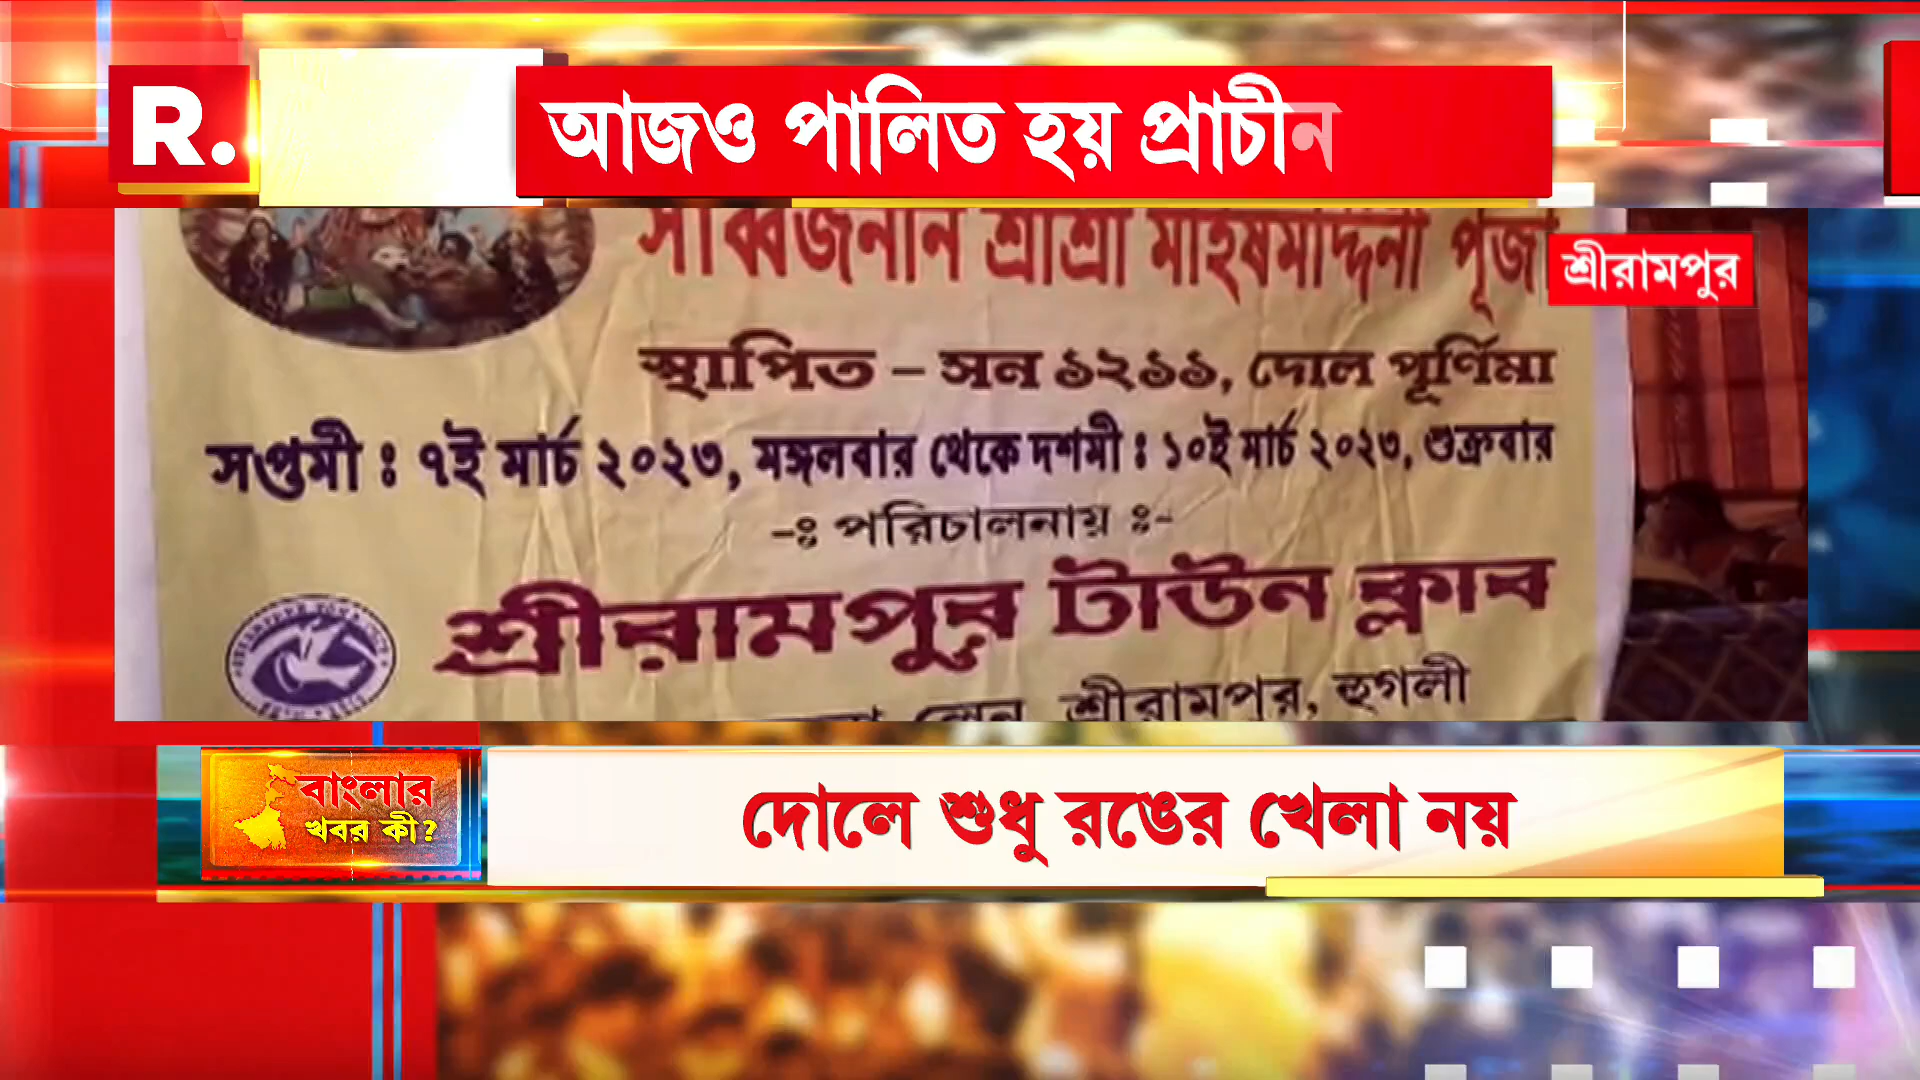 R.
আজও পালিত হয় প্রাচীন
সার্ব্বজনীন শ্রীশ্রী মহিষমর্দ্দিনী পূজা
শ্রীরামপুর
স্থাপিত – সন ১২১১, দোল পূর্ণিমা
সপ্তমী : ৭ই মার্চ ২০২৩, মঙ্গলবার থেকে দশমী : ১০ই মার্চ ২০২৩, শুক্রবার
-ঃ পরিচালনায় ঃ-
শ্রীরামপুর টাউন ক্লাব
লেন, শ্রীরামপুর, হুগলী
বাংলার
খবর কী?
দোলে শুধু রঙের খেলা নয়